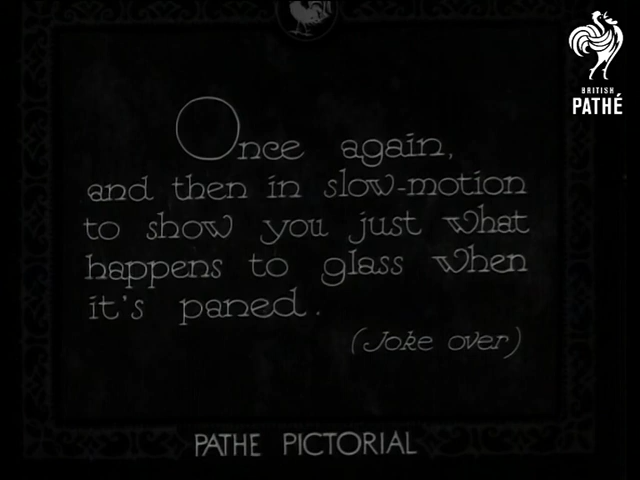 BRITISH
PATHÉ
Once again,
and then in slow-motion
to show you just what
happens to glass when
it's paned.
(Joke over)
PATHE PICTORIAL